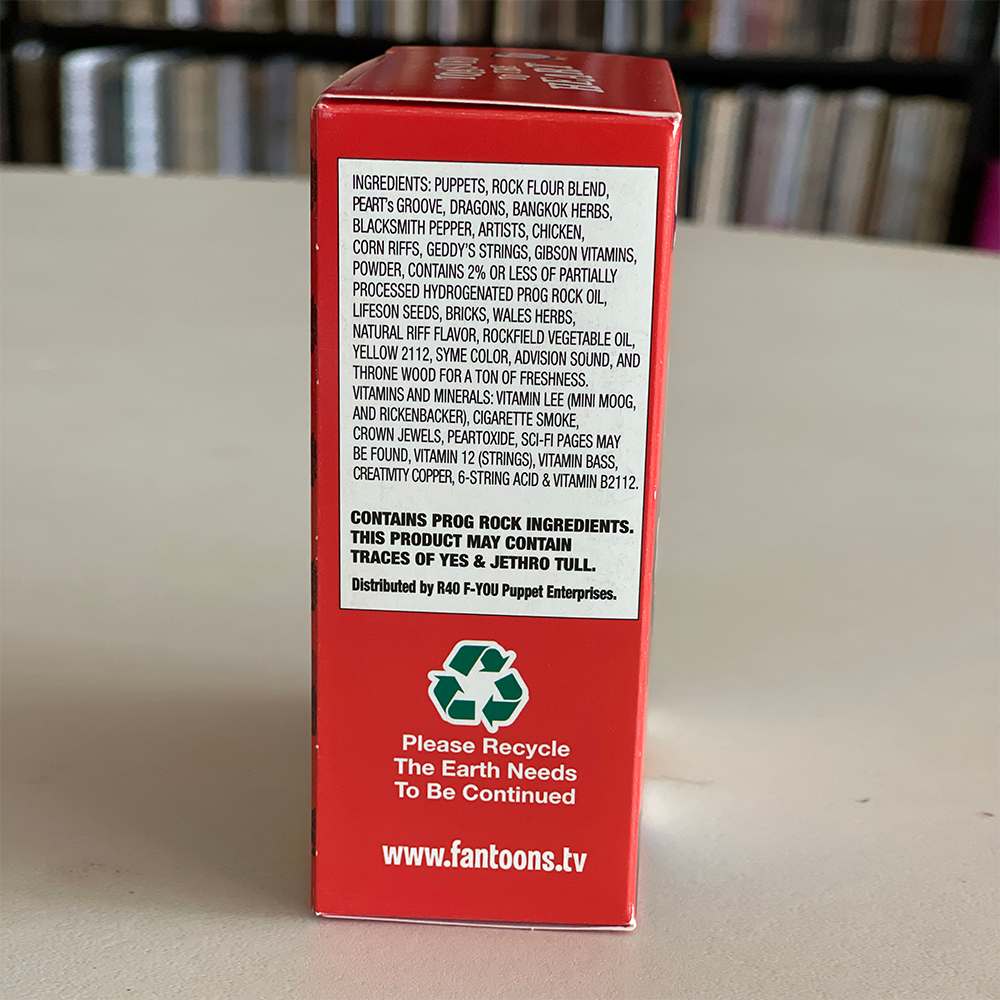 INGREDIENTS: PUPPETS, ROCK FLOUR BLEND,
PEART's GROOVE, DRAGONS, BANGKOK HERBS,
BLACKSMITH PEPPER, ARTISTS, CHICKEN,
CORN RIFFS, GEDDY'S STRINGS, GIBSON VITAMINS,
POWDER, CONTAINS 2% OR LESS OF PARTIALLY
PROCESSED HYDROGENATED PROG ROCK OIL,
LIFESON SEEDS, BRICKS, WALES HERBS,
NATURAL RIFF FLAVOR, ROCKFIELD VEGETABLE OIL,
YELLOW 2112, SYME COLOR, ADVISION SOUND, AND
THRONE WOOD FOR A TON OF FRESHNESS.
VITAMINS AND MINERALS: VITAMIN LEE (MINI MOOG,
AND RICKENBACKER), CIGARETTE SMOKE,
CROWN JEWELS, PEARTOXIDE, SCI-FI PAGES MAY
BE FOUND, VITAMIN 12 (STRINGS), VITAMIN BASS,
CREATIVITY COPPER, 6-STRING ACID & VITAMIN B2112.
CONTAINS PROG ROCK INGREDIENTS.
THIS PRODUCT MAY CONTAIN
TRACES OF YES & JETHRO TULL.
Distributed by R40 F-YOU Puppet Enterprises.
Please Recycle
The Earth Needs
To Be Continued
www.fantoons.tv